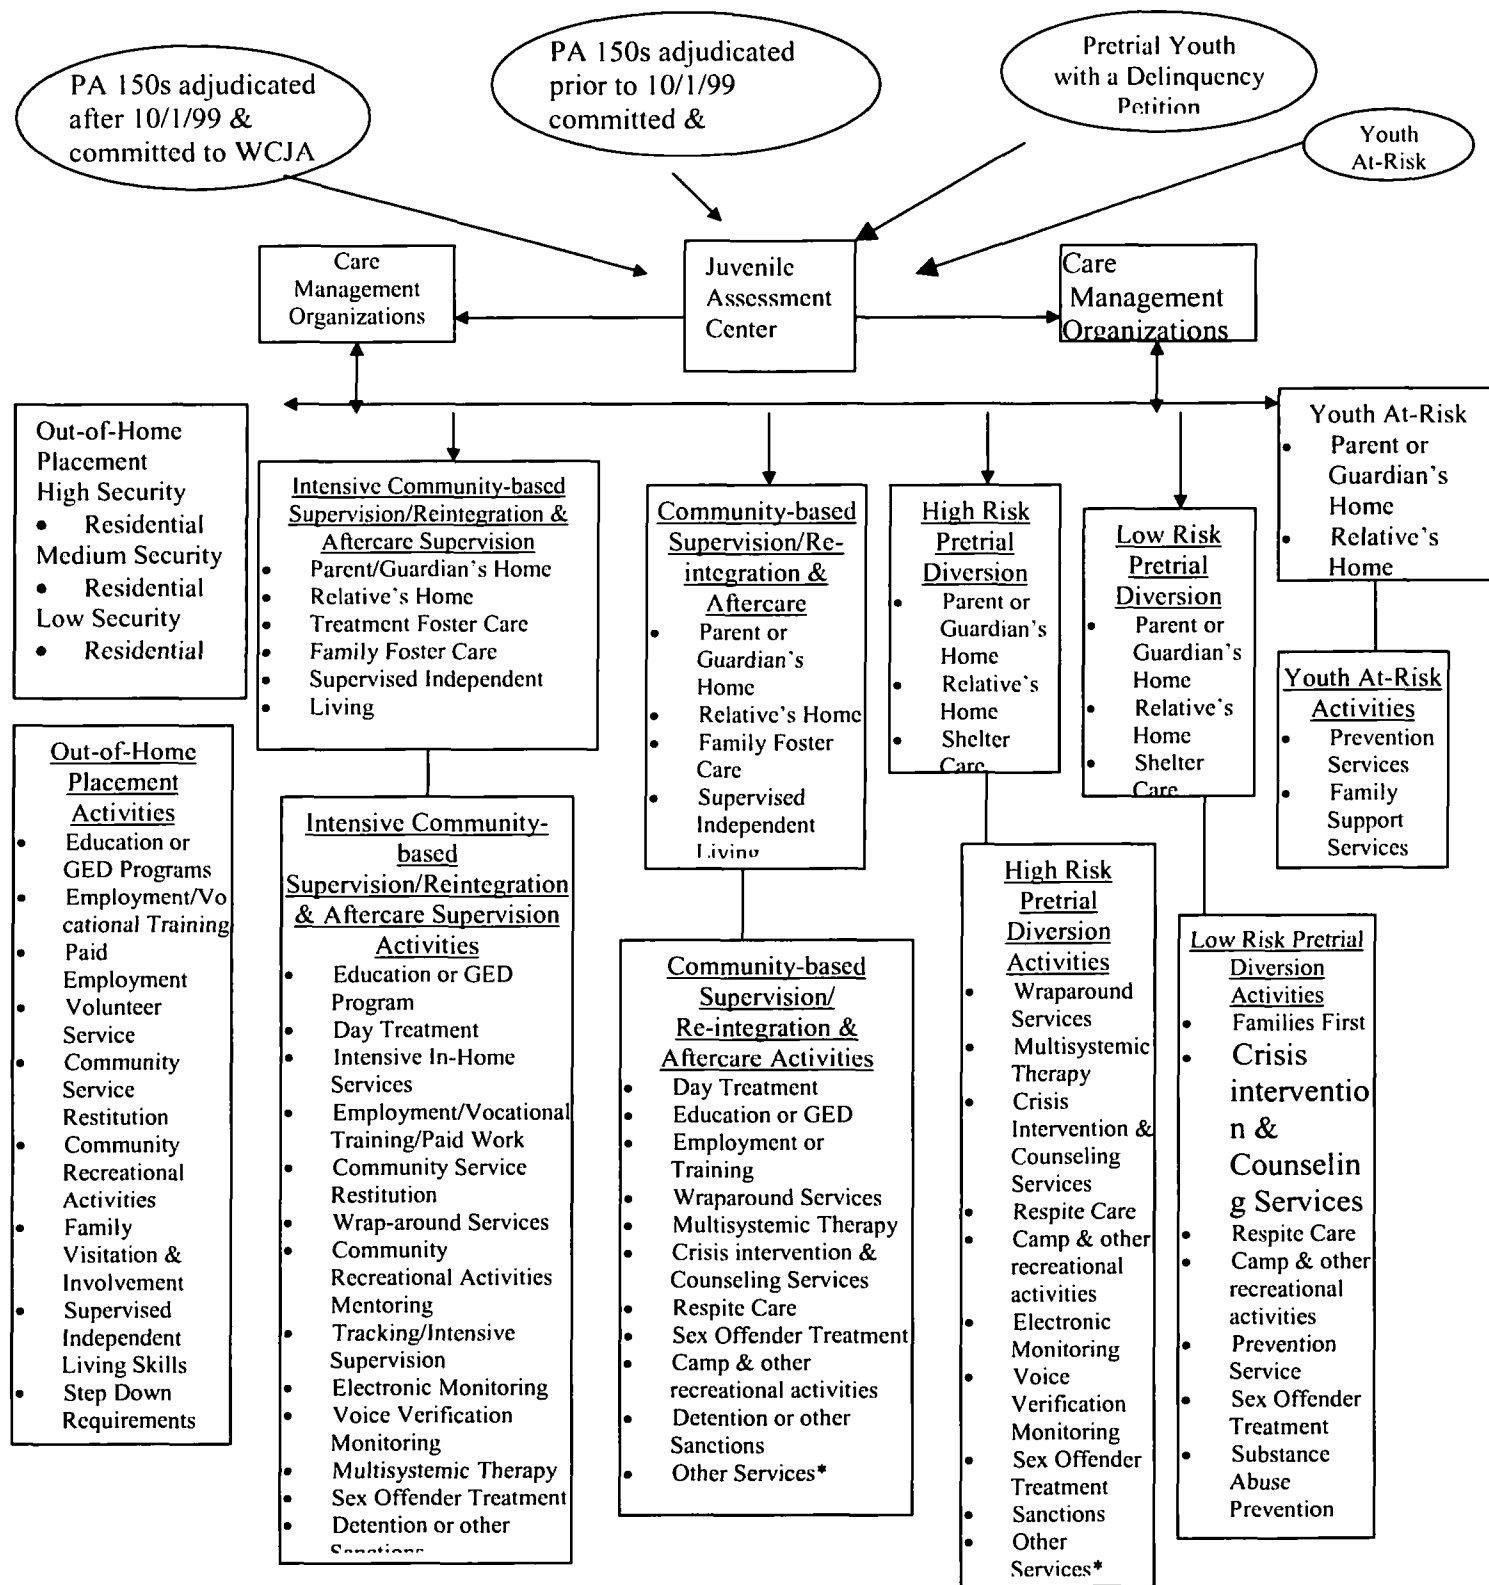 PA 150s adjudicated
after 10/1/99 &
committed to WCJA
PA 150s adjudicated
prior to 10/1/99
committed &
Pretrial Youth
with a Delinquency
Petition
Youth
At-Risk
Care
Management
Organizations
Juvenile
Assessment
Center
Care
Management
Organizations
Out-of-Home
Placement
High Security
• Residential
Medium Security
• Residential
Low Security
• Residential
Intensive Community-based
Supervision/Reintegration &
Aftercare Supervision
• Parent/Guardian's Home
• Relative's Home
• Treatment Foster Care
• Family Foster Care
• Supervised Independent
• Living
Community-based
Supervision/Re-
integration &
Aftercare
• Parent or
Guardian's
Home
• Relative's Home
• Family Foster
Care
• Supervised
Independent
Living
High Risk
Pretrial
Diversion
• Parent or
Guardian's
Home
• Relative's
Home
• Shelter
Care
Low Risk
Pretrial
Diversion
• Parent or
Guardian's
Home
• Relative's
Home
• Shelter
Care
Youth At-Risk
• Parent or
Guardian's
Home
• Relative's
Home
Youth At-Risk
Activities
• Prevention
Services
• Family
Support
Services
Out-of-Home
Placement
Activities
• Education or
GED Programs
• Employment/Vo
cational Training
• Paid
Employment
• Volunteer
Service
• Community
Service
Restitution
• Community
Recreational
Activities
• Family
Visitation &
Involvement
• Supervised
Independent
Living Skills
• Step Down
Requirements
Intensive Community-
based
Supervision/Reintegration
& Aftercare Supervision
Activities
• Education or GED
Program
• Day Treatment
• Intensive In-Home
Services
• Employment/Vocational
Training/Paid Work
• Community Service
Restitution
• Wrap-around Services
• Community
Recreational Activities
Mentoring
• Tracking/Intensive
Supervision
• Electronic Monitoring
• Voice Verification
Monitoring
• Multisystemic Therapy
• Sex Offender Treatment
• Detention or other
Sanctions
Community-based
Supervision/
Re-integration &
Aftercare Activities
• Day Treatment
• Education or GED
• Employment or
Training
• Wraparound Services
• Multisystemic Therapy
• Crisis intervention &
Counseling Services
• Respite Care
• Sex Offender Treatment
• Camp & other
recreational activities
• Detention or other
Sanctions
• Other Services*
High Risk
Pretrial
Diversion
Activities
• Wraparound
Services
• Multisystemic
Therapy
• Crisis
Intervention &
Counseling
Services
• Respite Care
• Camp & other
recreational
activities
• Electronic
Monitoring
• Voice
Verification
Monitoring
• Sex Offender
Treatment
• Sanctions
• Other
Services*
Low Risk Pretrial
Diversion
Activities
• Families First
• Crisis
interventio
n &
Counselin
g Services
• Respite Care
• Camp & other
recreational
activities
• Prevention
Service
• Sex Offender
Treatment
• Substance
Abuse
Prevention